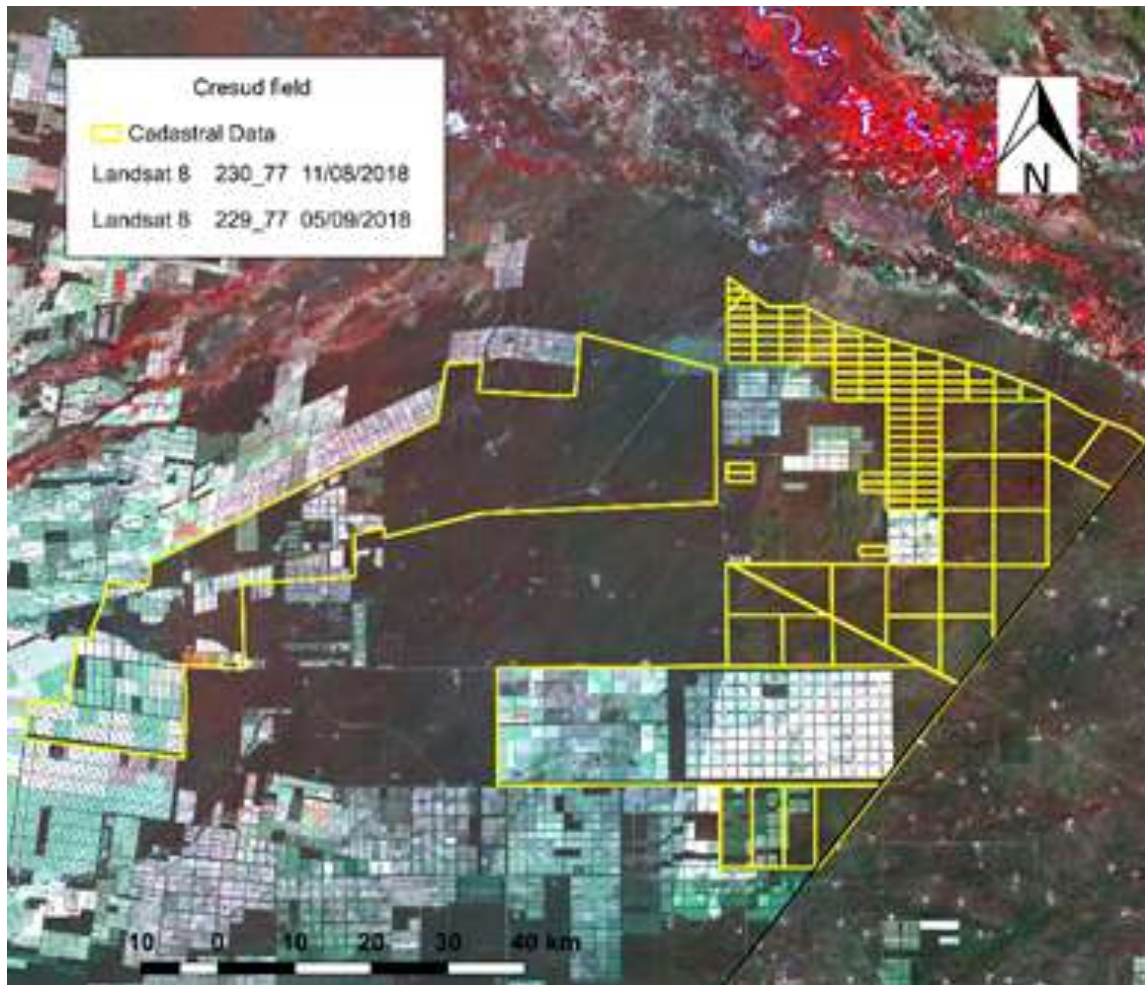 Cresud field
Cadastral Data
Landsat 8 230_77 11/08/2018
Landsat 8 229_77 05/09/2018
N
10 0 10 20 30 40 km